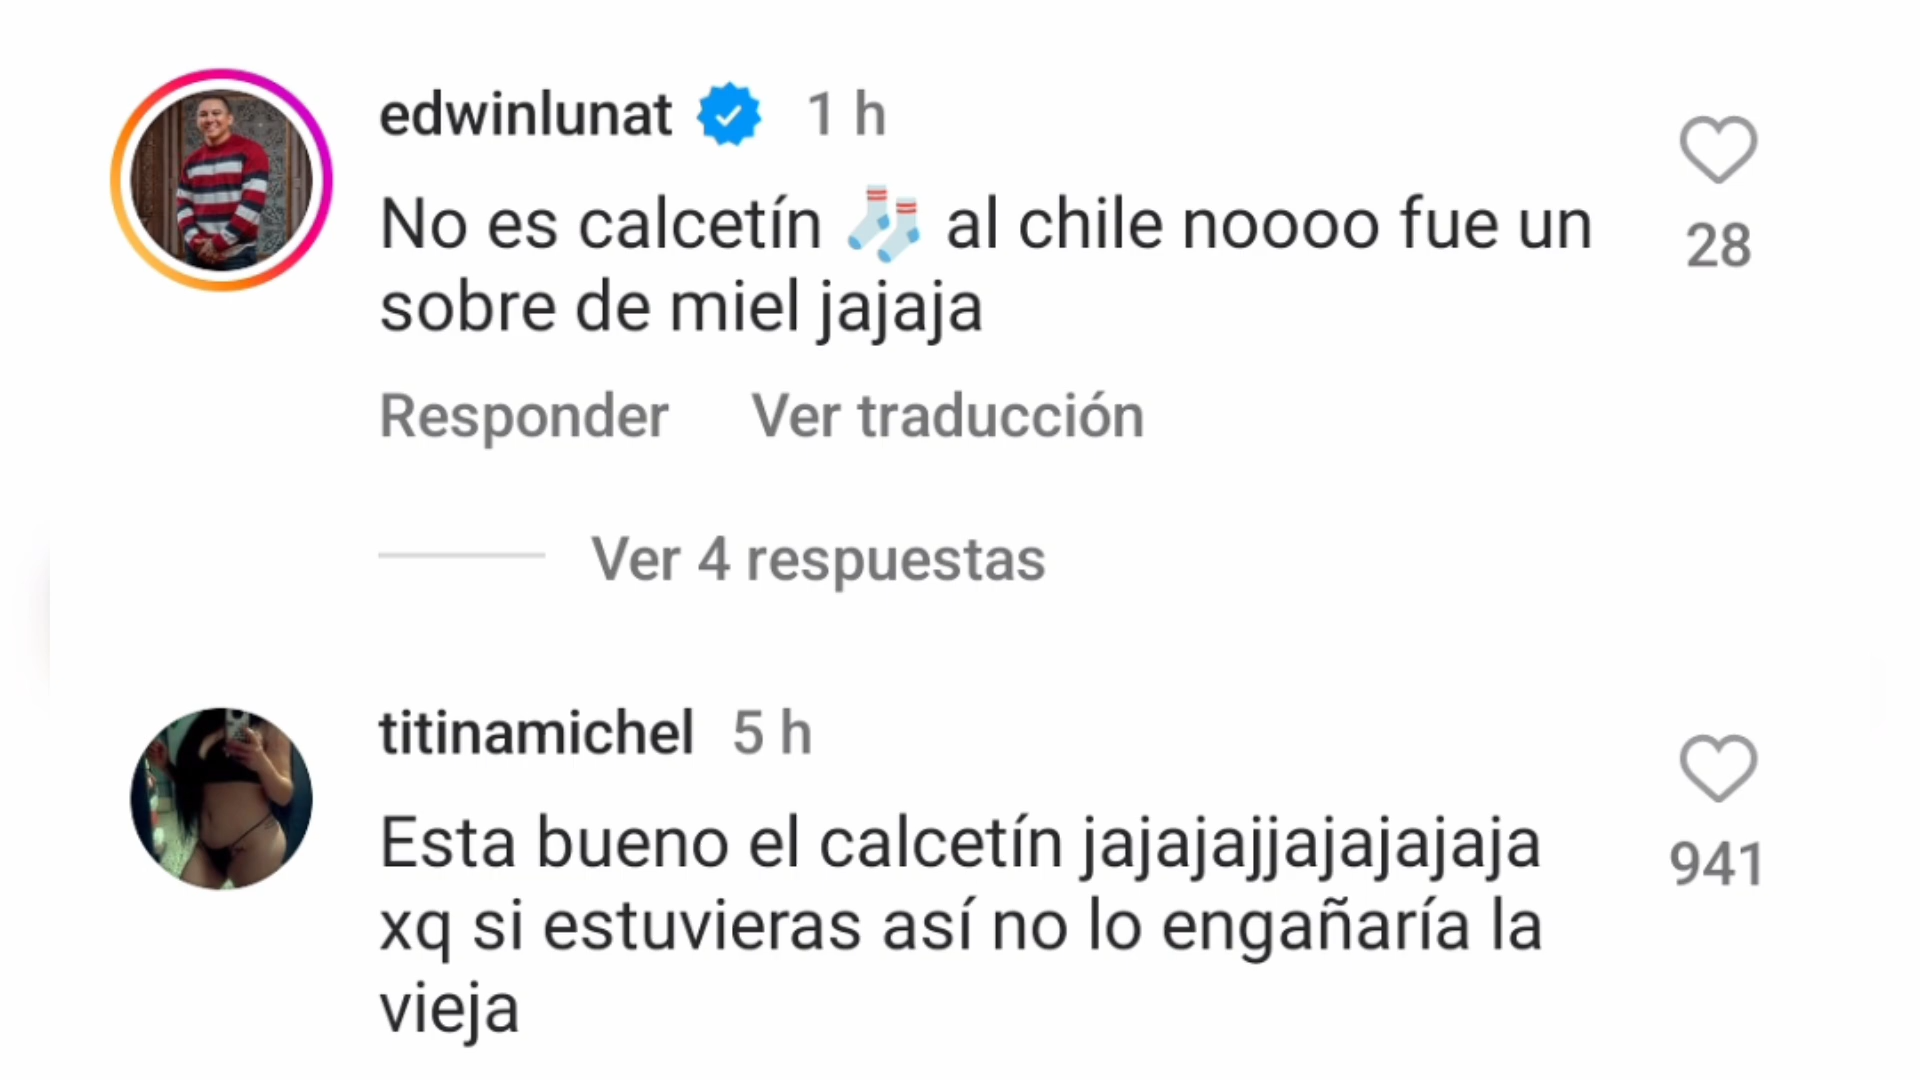 edwinlunat 1 h
No es calcetín 🧦 al chile noooo fue un
sobre de miel jajaja
28
Responder Ver traducción
Ver 4 respuestas
titinamichel 5 h
Esta bueno el calcetín jajajajjajajajaja
xq si estuvieras así no lo engañaría la
vieja
941